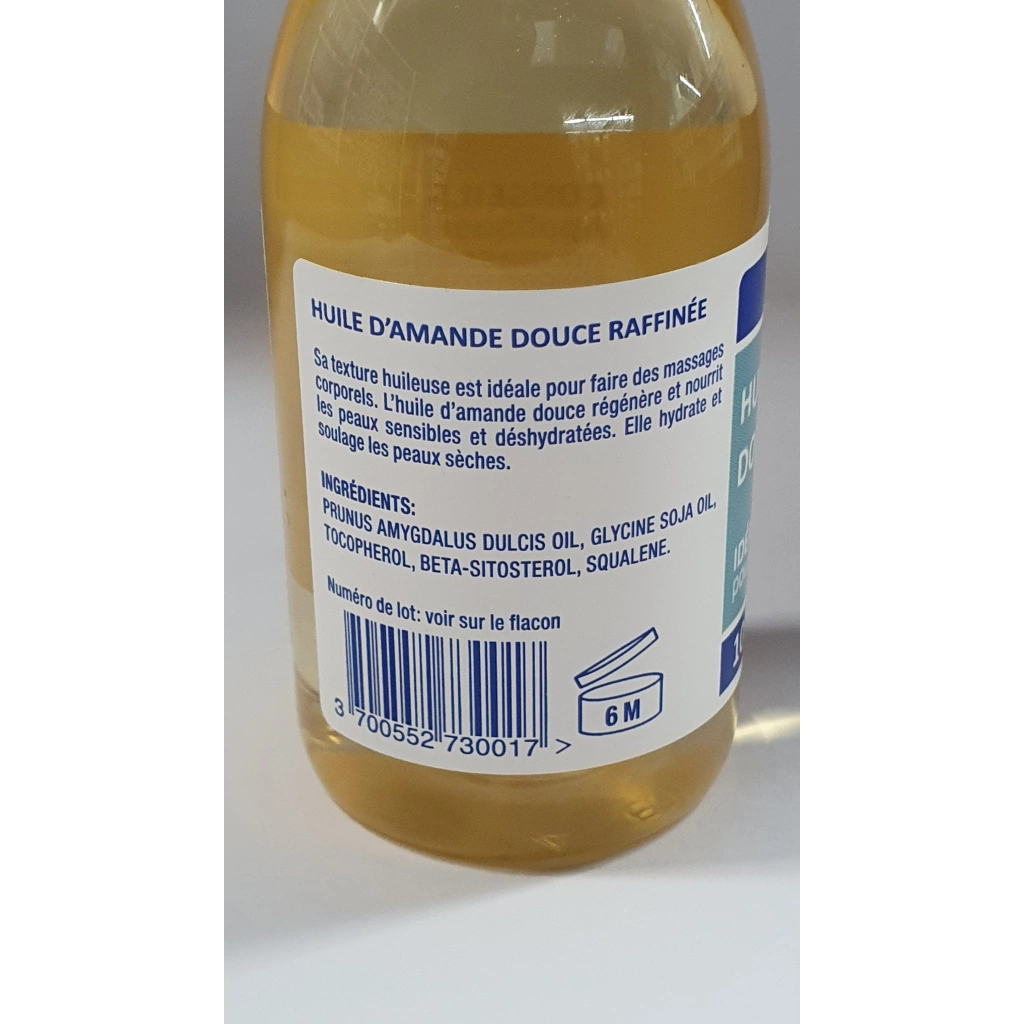 HUILE D'AMANDE DOUCE RAFFINÉE
Sa texture huileuse est idéale pour faire des massages
corporels. L'huile d'amande douce régénère et nourrit
les peaux sensibles et déshydratées. Elle hydrate et
soulage les peaux sèches.
INGRÉDIENTS:
PRUNUS AMYGDALUS DULCIS OIL, GLYCINE SOJA OIL,
TOCOPHEROL, BETA-SITOSTEROL, SQUALENE.
Numéro de lot: voir sur le flacon
6 M
3 700552 730017 >